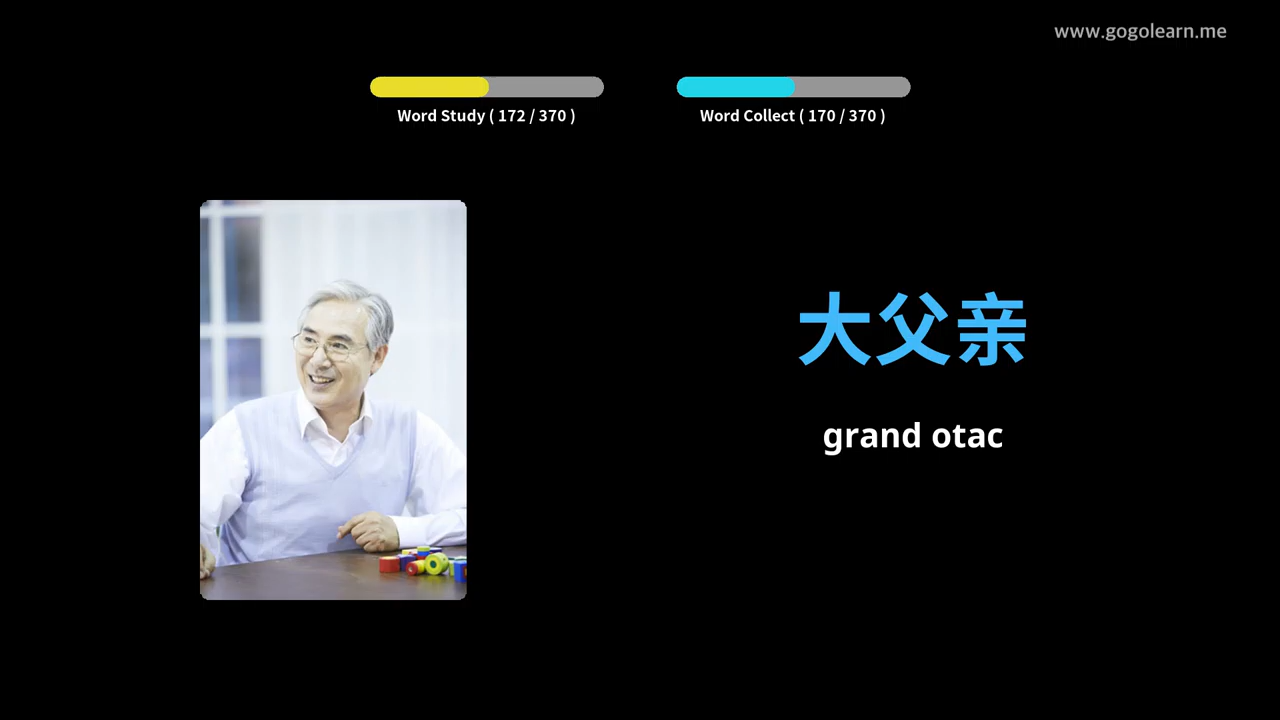 www.gogolearn.me
Word Study ( 172 / 370 )
Word Collect ( 170 / 370 )
大父亲
grand otac